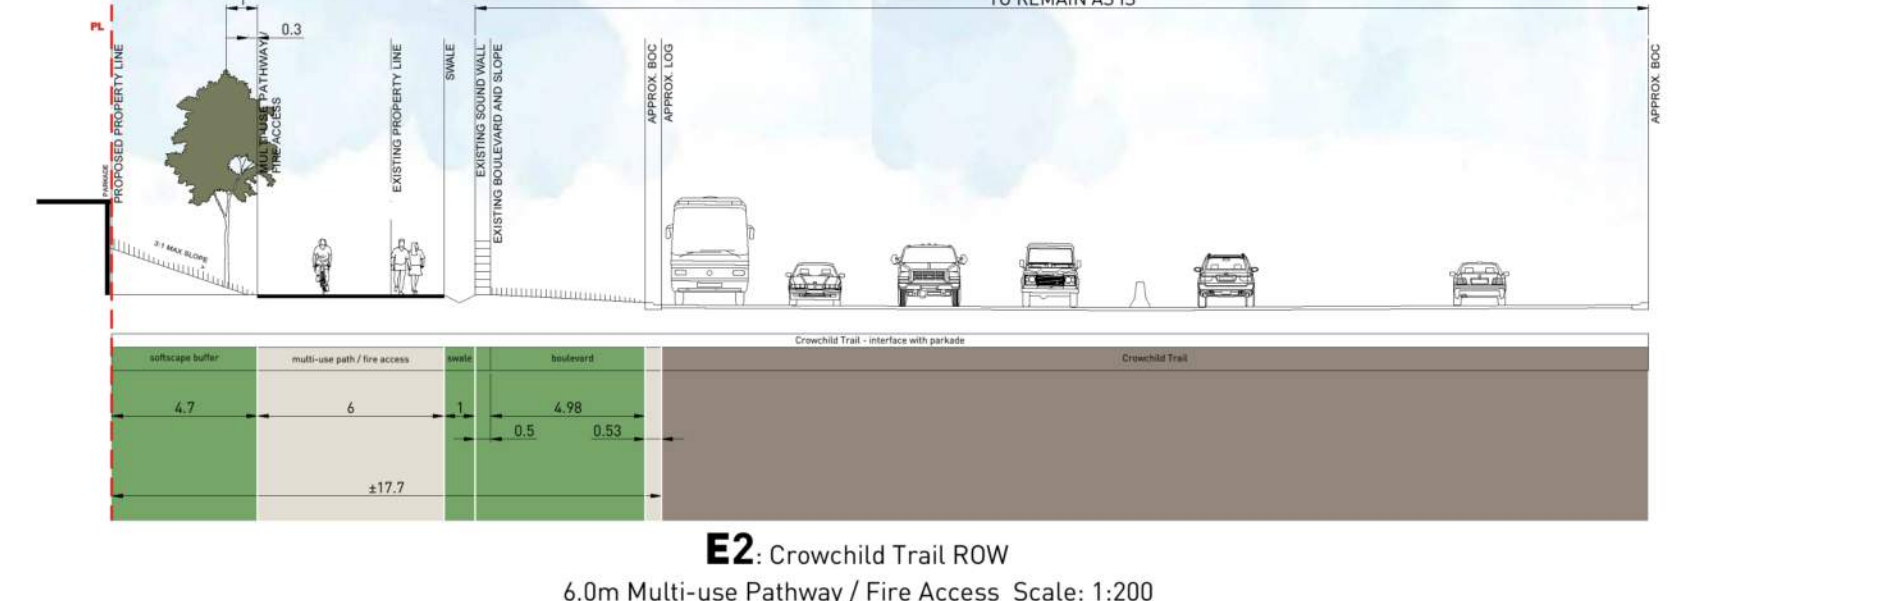 TO REMAIN AS IS
PL
0.3
PROPOSED PROPERTY LINE
PARKADE
MULTI-USE PATHWAY/
FIRE ACCESS
EXISTING PROPERTY LINE
SWALE
EXISTING SOUND WALL
EXISTING BOULEVARD AND SLOPE
APPROX. BOC
APPROX. LOG
APPROX. BOC
3:1 MAX SLOPE
Crowchild Trail - interface with parkade
softscape buffer
multi-use path / fire access
swale
boulevard
Crowchild Trail
4.7
6
1
4.98
0.5
0.53
±17.7
E2: Crowchild Trail ROW
6.0m Multi-use Pathway / Fire Access Scale: 1:200